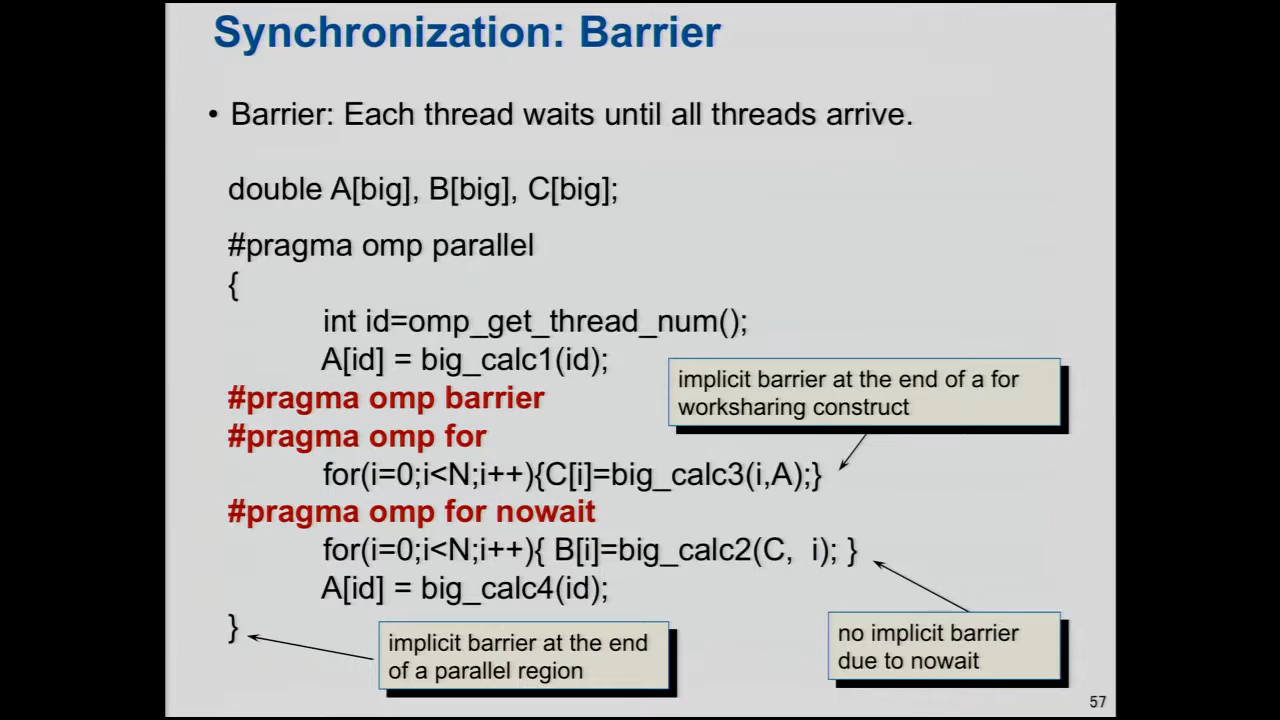 Synchronization: Barrier
• Barrier: Each thread waits until all threads arrive.
double A[big], B[big], C[big];
#pragma omp parallel
{
int id=omp_get_thread_num();
A[id] = big_calc1(id);
#pragma omp barrier
#pragma omp for
for(i=0;i<N;i++){C[i]=big_calc3(i,A);}
#pragma omp for nowait
for(i=0;i<N;i++){ B[i]=big_calc2(C, i); }
A[id] = big_calc4(id);
}
implicit barrier at the end of a for
worksharing construct
implicit barrier at the end
of a parallel region
no implicit barrier
due to nowait
57